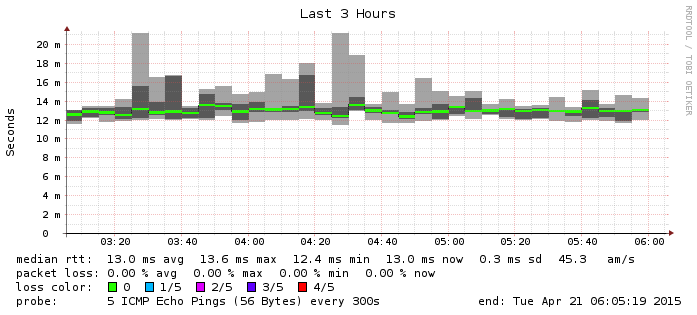 Last 3 Hours
RRDTOOL / TOBI OETIKER
Seconds
20 m
18 m
16 m
14 m
12 m
10 m
8 m
6 m
4 m
2 m
0
03:20 03:40 04:00 04:20 04:40 05:00 05:20 05:40 06:00
median rtt: 13.0 ms avg 13.6 ms max 12.4 ms min 13.0 ms now 0.3 ms sd 45.3 am/s
packet loss: 0.00 % avg 0.00 % max 0.00 % min 0.00 % now
loss color: 0 1/5 2/5 3/5 4/5
probe: 5 ICMP Echo Pings (56 Bytes) every 300s end: Tue Apr 21 06:05:19 2015